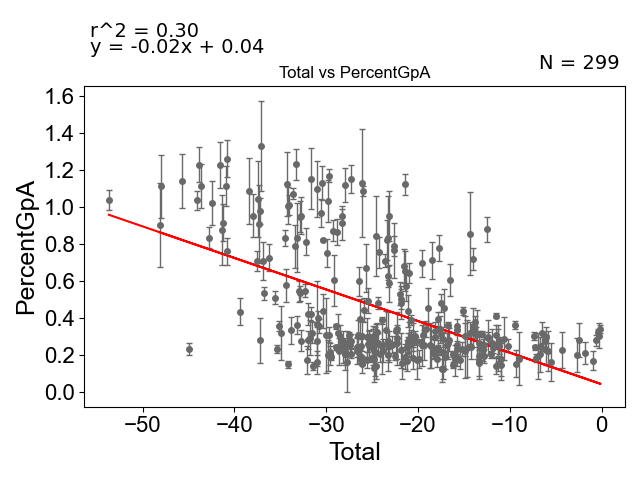 r^2 = 0.30
y = -0.02x + 0.04
N = 299
Total vs PercentGpA
PercentGpA
1.6
1.4
1.2
1.0
0.8
0.6
0.4
0.2
0.0
−50 −40 −30 −20 −10 0
Total